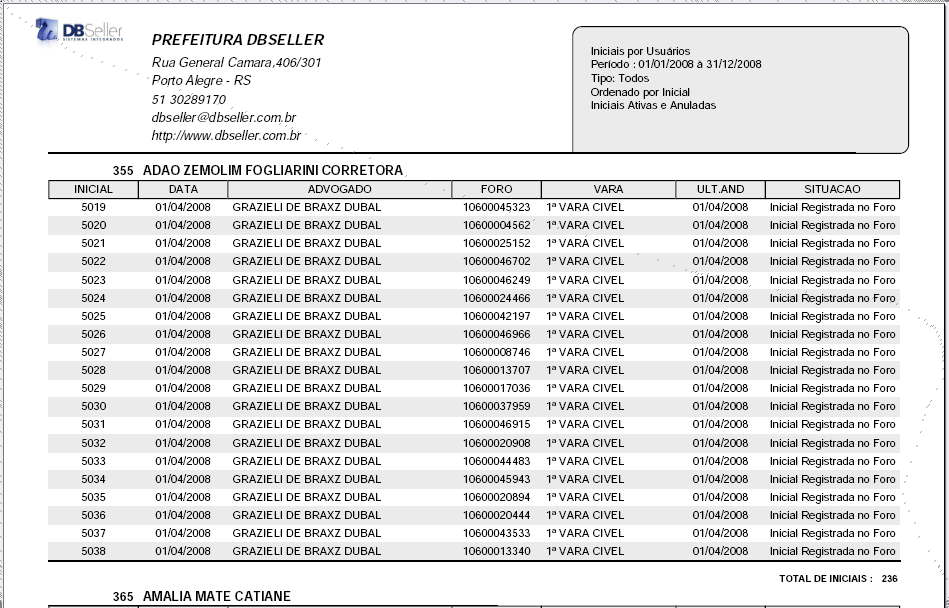 DBSeller
SISTEMAS INTEGRADOS
PREFEITURA DBSELLER
Rua General Camara,406/301
Porto Alegre - RS
51 30289170
dbseller@dbseller.com.br
http://www.dbseller.com.br
Iniciais por Usuários
Período : 01/01/2008 à 31/12/2008
Tipo: Todos
Ordenado por Inicial
Iniciais Ativas e Anuladas
355 ADAO ZEMOLIM FOGLIARINI CORRETORA
INICIAL DATA ADVOGADO FORO VARA ULT.AND SITUACAO
5019 01/04/2008 GRAZIELI DE BRAXZ DUBAL 10600045323 1ª VARA CIVEL 01/04/2008 Inicial Registrada no Foro
5020 01/04/2008 GRAZIELI DE BRAXZ DUBAL 10600004562 1ª VARA CIVEL 01/04/2008 Inicial Registrada no Foro
5021 01/04/2008 GRAZIELI DE BRAXZ DUBAL 10600025152 1ª VARA CIVEL 01/04/2008 Inicial Registrada no Foro
5022 01/04/2008 GRAZIELI DE BRAXZ DUBAL 10600046702 1ª VARA CIVEL 01/04/2008 Inicial Registrada no Foro
5023 01/04/2008 GRAZIELI DE BRAXZ DUBAL 10600046249 1ª VARA CIVEL 01/04/2008 Inicial Registrada no Foro
5024 01/04/2008 GRAZIELI DE BRAXZ DUBAL 10600024466 1ª VARA CIVEL 01/04/2008 Inicial Registrada no Foro
5025 01/04/2008 GRAZIELI DE BRAXZ DUBAL 10600042197 1ª VARA CIVEL 01/04/2008 Inicial Registrada no Foro
5026 01/04/2008 GRAZIELI DE BRAXZ DUBAL 10600046966 1ª VARA CIVEL 01/04/2008 Inicial Registrada no Foro
5027 01/04/2008 GRAZIELI DE BRAXZ DUBAL 10600008746 1ª VARA CIVEL 01/04/2008 Inicial Registrada no Foro
5028 01/04/2008 GRAZIELI DE BRAXZ DUBAL 10600013707 1ª VARA CIVEL 01/04/2008 Inicial Registrada no Foro
5029 01/04/2008 GRAZIELI DE BRAXZ DUBAL 10600017036 1ª VARA CIVEL 01/04/2008 Inicial Registrada no Foro
5030 01/04/2008 GRAZIELI DE BRAXZ DUBAL 10600037959 1ª VARA CIVEL 01/04/2008 Inicial Registrada no Foro
5031 01/04/2008 GRAZIELI DE BRAXZ DUBAL 10600046915 1ª VARA CIVEL 01/04/2008 Inicial Registrada no Foro
5032 01/04/2008 GRAZIELI DE BRAXZ DUBAL 10600020908 1ª VARA CIVEL 01/04/2008 Inicial Registrada no Foro
5033 01/04/2008 GRAZIELI DE BRAXZ DUBAL 10600044483 1ª VARA CIVEL 01/04/2008 Inicial Registrada no Foro
5034 01/04/2008 GRAZIELI DE BRAXZ DUBAL 10600045943 1ª VARA CIVEL 01/04/2008 Inicial Registrada no Foro
5035 01/04/2008 GRAZIELI DE BRAXZ DUBAL 10600020894 1ª VARA CIVEL 01/04/2008 Inicial Registrada no Foro
5036 01/04/2008 GRAZIELI DE BRAXZ DUBAL 10600020444 1ª VARA CIVEL 01/04/2008 Inicial Registrada no Foro
5037 01/04/2008 GRAZIELI DE BRAXZ DUBAL 10600043533 1ª VARA CIVEL 01/04/2008 Inicial Registrada no Foro
5038 01/04/2008 GRAZIELI DE BRAXZ DUBAL 10600013340 1ª VARA CIVEL 01/04/2008 Inicial Registrada no Foro
TOTAL DE INICIAIS : 236
365 AMALIA MATE CATIANE